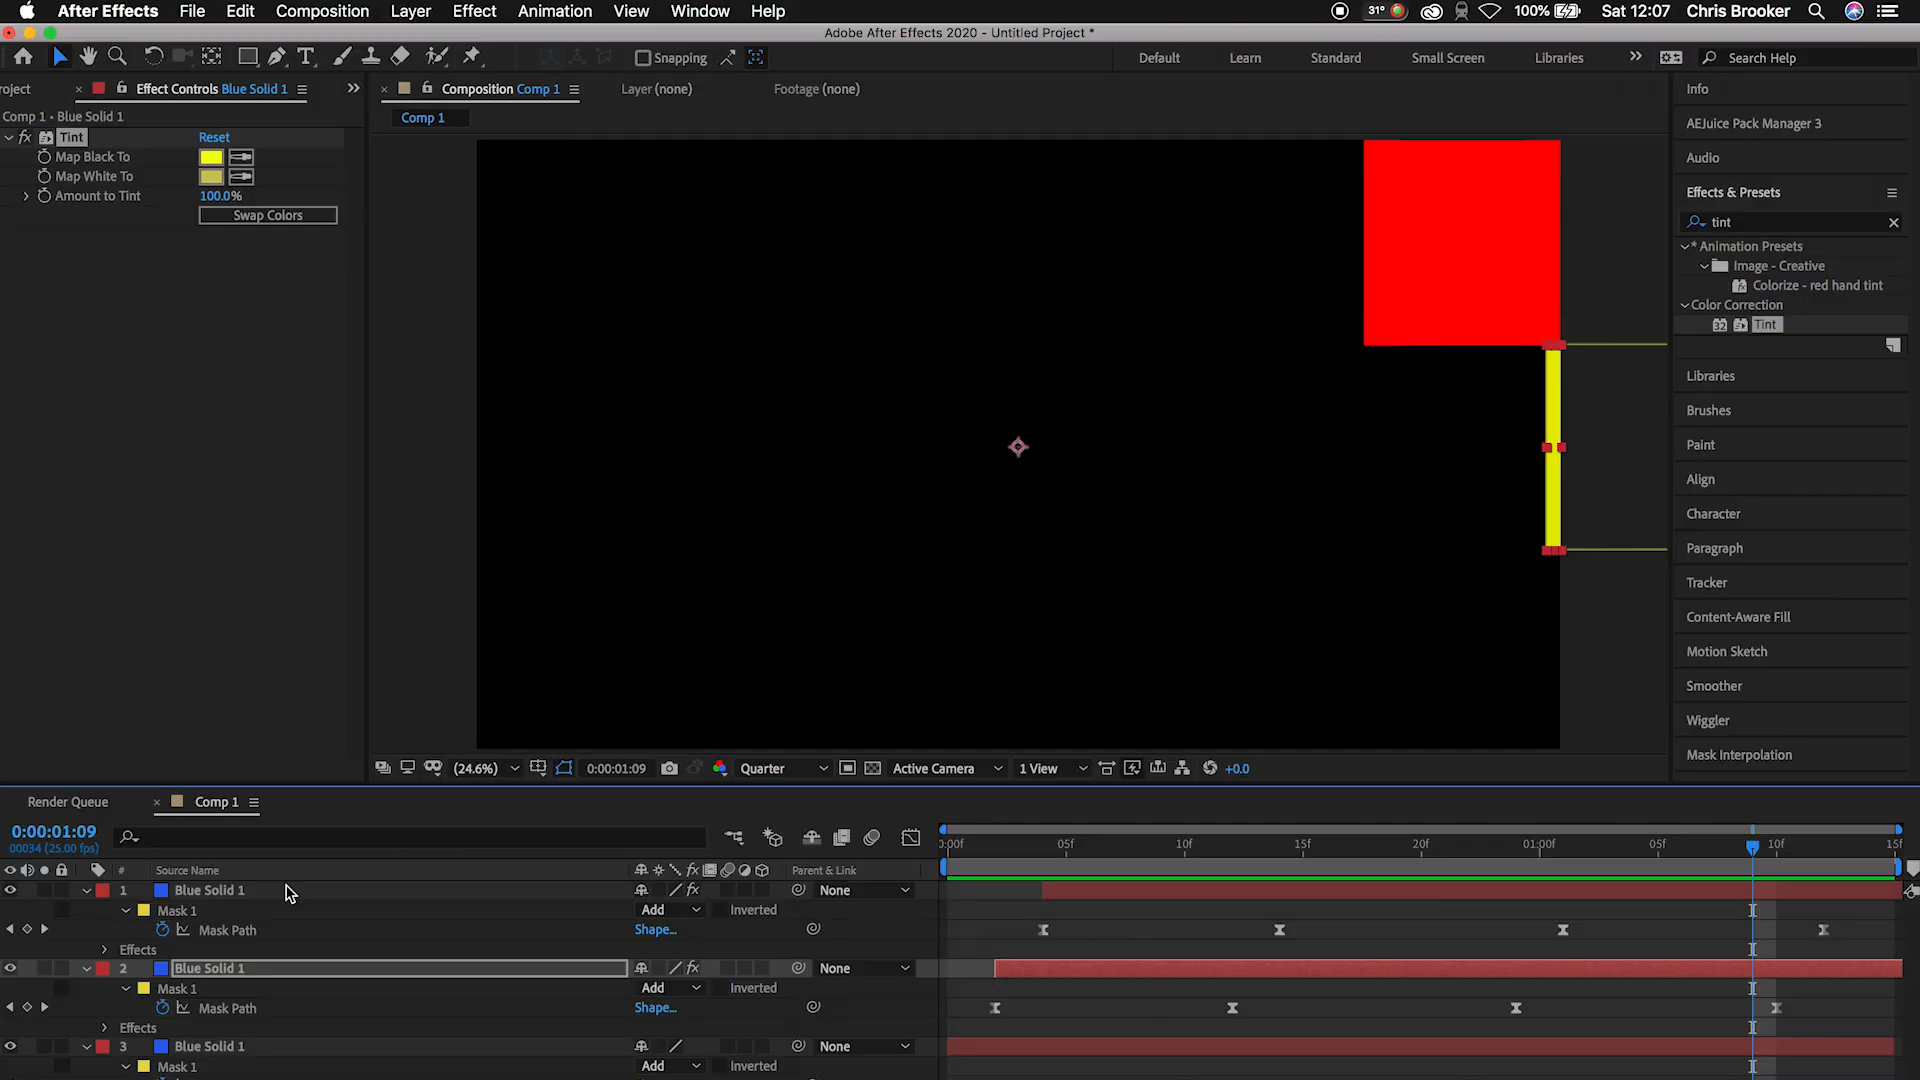 After Effects File Edit Composition Layer Effect Animation View Window Help 31° 100% Sat 12:07 Chris Brooker
Adobe After Effects 2020 - Untitled Project *
Snapping Default Learn Standard Small Screen Libraries Search Help
roject Effect Controls Blue Solid 1 Composition Comp 1 Layer (none) Footage (none) Info
Comp 1 • Blue Solid 1 Comp 1 AEJuice Pack Manager 3
fx Tint Reset
Map Black To Audio
Map White To
Amount to Tint 100.0% Effects & Presets
Swap Colors tint
* Animation Presets
Image - Creative
Colorize - red hand tint
Color Correction
32 Tint
Libraries
Brushes
Paint
Align
Character
Paragraph
Tracker
Content-Aware Fill
Motion Sketch
Smoother
Wiggler
Mask Interpolation
(24.6%) 0:00:01:09 Quarter Active Camera 1 View +0.0
Render Queue Comp 1
0:00:01:09
00034 (25.00 fps)
0:00f 05f 10f 15f 20f 01:00f 05f 10f 15f
# Source Name fx Parent & Link
1 Blue Solid 1 fx None
Mask 1 Add Inverted
Mask Path Shape...
Effects
2 Blue Solid 1 fx None
Mask 1 Add Inverted
Mask Path Shape...
Effects
3 Blue Solid 1 None
Mask 1 Add Inverted